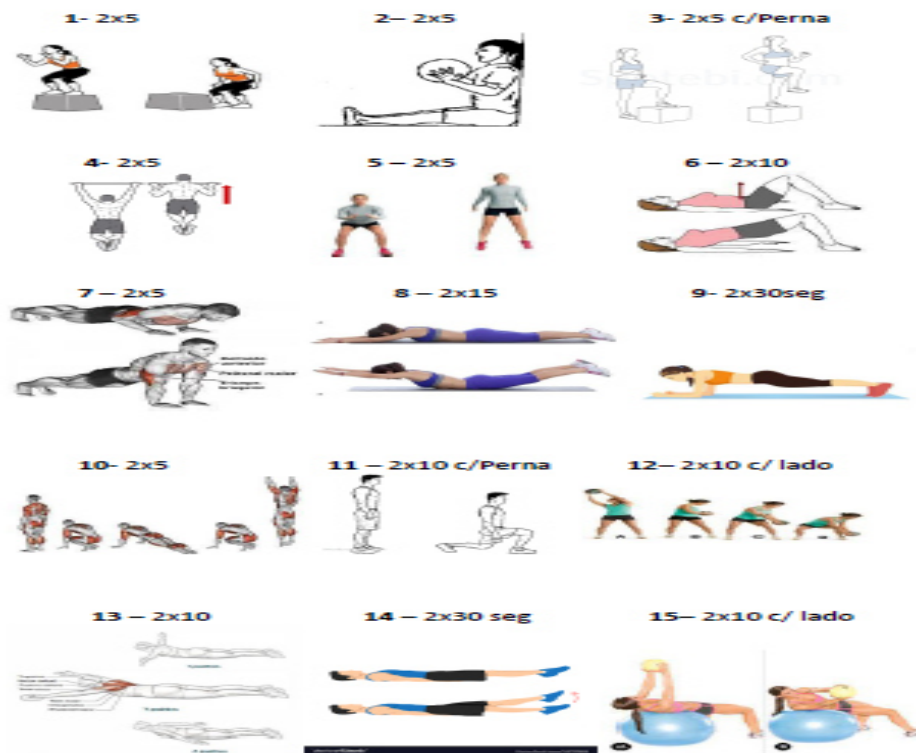 1- 2x5
2– 2x5
3- 2x5 c/Perna
4- 2x5
5 – 2x5
6 – 2x10
7 – 2x5
8 – 2x15
9- 2x30seg
10- 2x5
11 – 2x10 c/Perna
12– 2x10 c/ lado
13 – 2x10
14 – 2x30 seg
15– 2x10 c/ lado